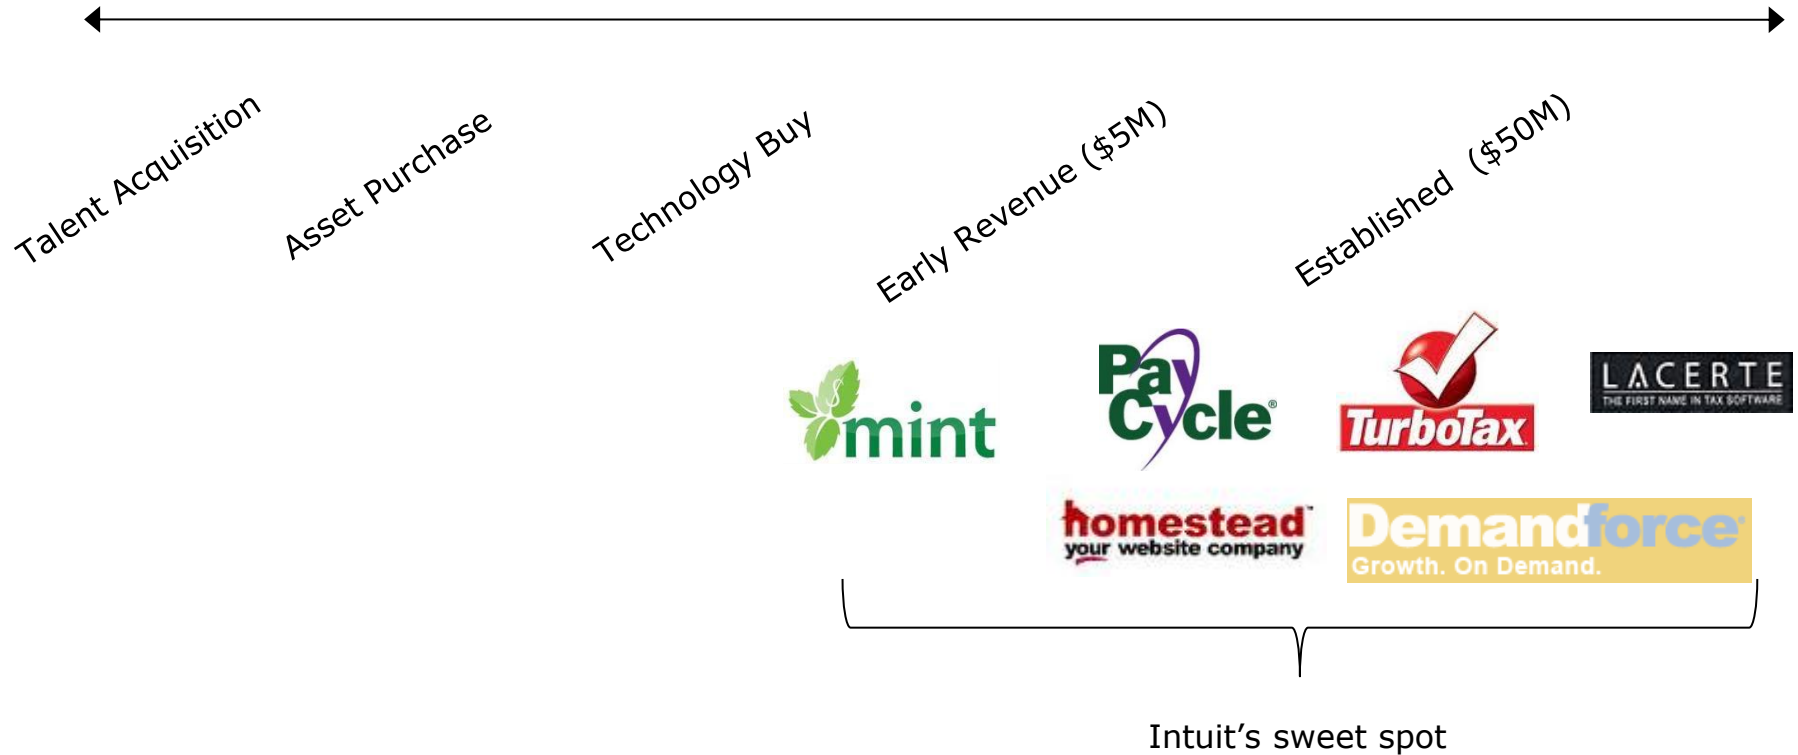 Talent Acquisition
Asset Purchase
Technology Buy
Early Revenue ($5M)
Established ($50M)
mint
PayCycle®
TurboTax
LACERTE
THE FIRST NAME IN TAX SOFTWARE
homestead™
your website company
Demandforce®
Growth. On Demand.
Intuit’s sweet spot